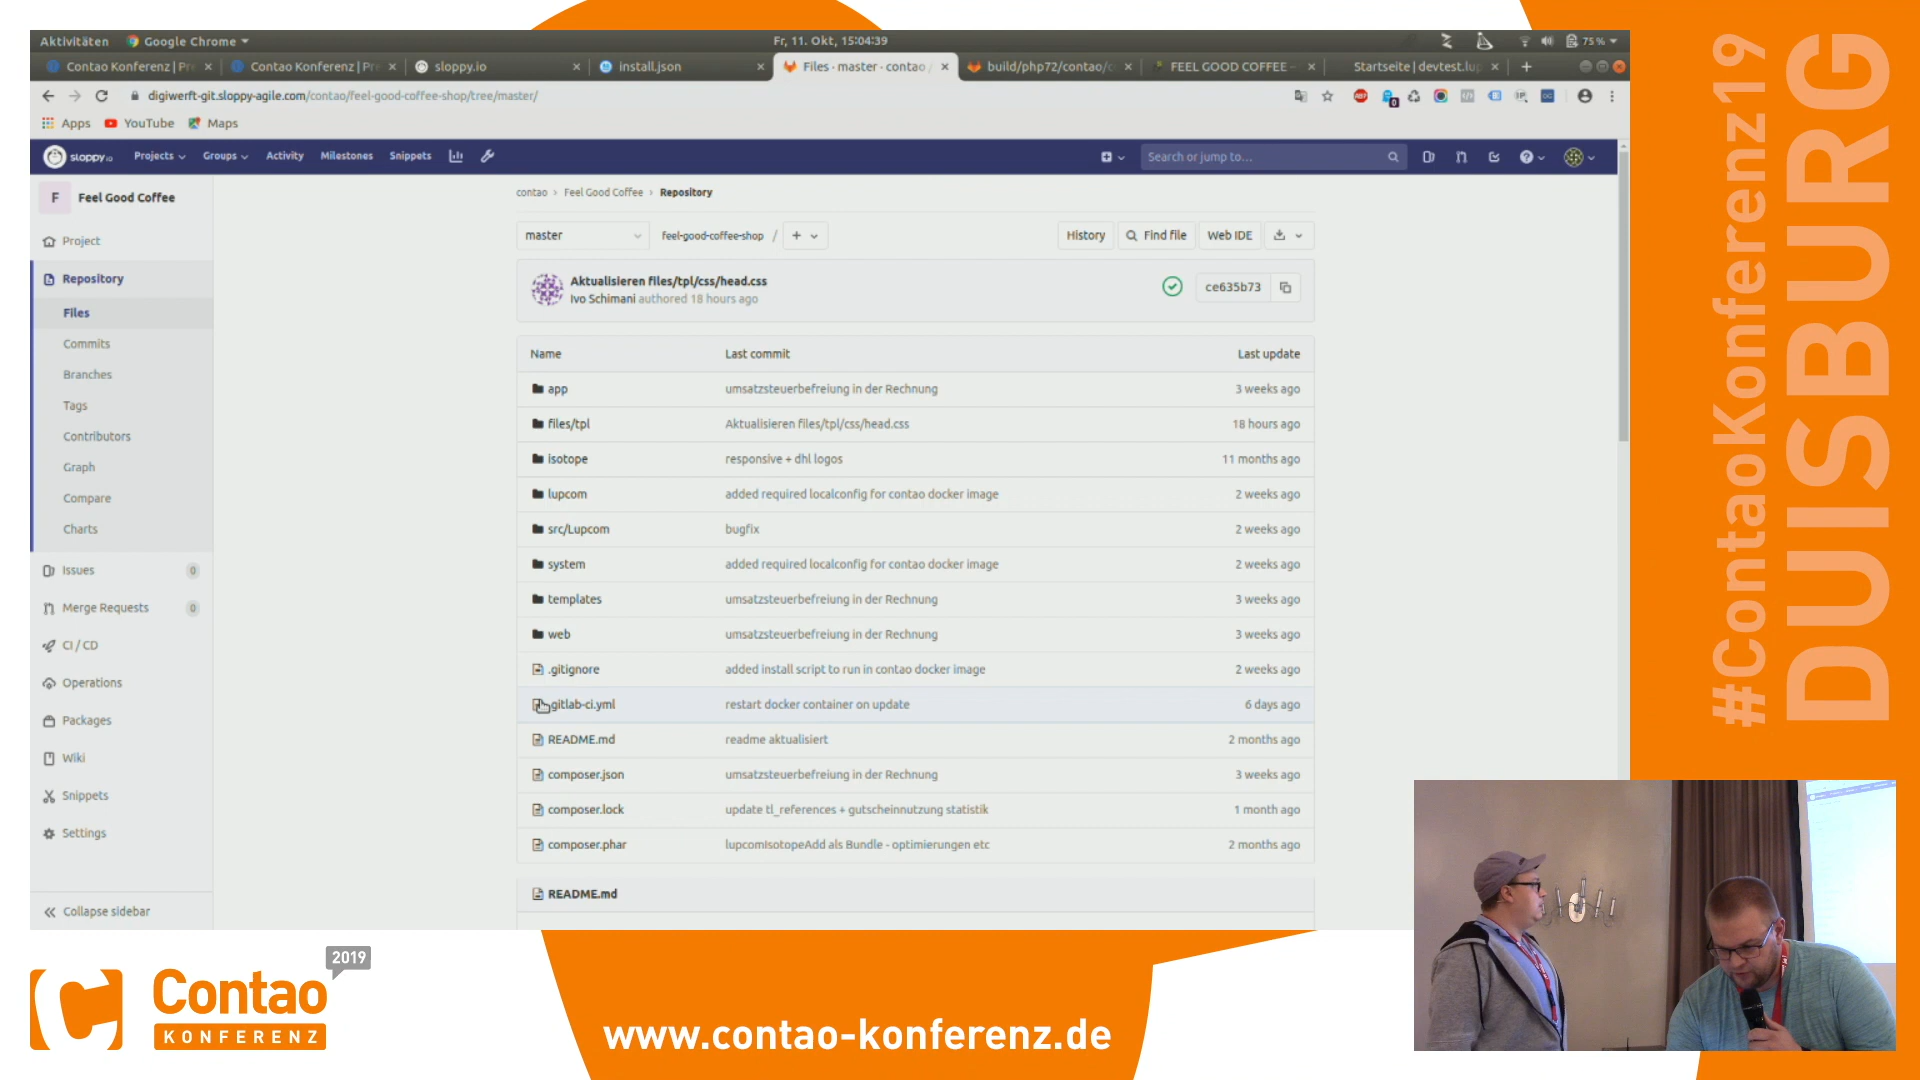 Aktivitäten Google Chrome Fr, 11. Okt, 15:04:39 75 %
Contao Konferenz | Pr Contao Konferenz | Pr sloppy.io install.json Files · master · contao / build/php72/contao/c FEEL GOOD COFFEE – Startseite | devtest.lup
digiwerft-git.sloppy-agile.com/contao/feel-good-coffee-shop/tree/master/
Apps YouTube Maps
sloppy.io Projects Groups Activity Milestones Snippets Search or jump to...
F Feel Good Coffee
Project
Repository
Files
Commits
Branches
Tags
Contributors
Graph
Compare
Charts
Issues 0
Merge Requests 0
CI / CD
Operations
Packages
Wiki
Snippets
Settings
Collapse sidebar
contao › Feel Good Coffee › Repository
master feel-good-coffee-shop / + History Find file Web IDE
Aktualisieren files/tpl/css/head.css
Ivo Schimani authored 18 hours ago
ce635b73
Name Last commit Last update
app umsatzsteuerbefreiung in der Rechnung 3 weeks ago
files/tpl Aktualisieren files/tpl/css/head.css 18 hours ago
isotope responsive + dhl logos 11 months ago
lupcom added required localconfig for contao docker image 2 weeks ago
src/Lupcom bugfix 2 weeks ago
system added required localconfig for contao docker image 2 weeks ago
templates umsatzsteuerbefreiung in der Rechnung 3 weeks ago
web umsatzsteuerbefreiung in der Rechnung 3 weeks ago
.gitignore added install script to run in contao docker image 2 weeks ago
gitlab-ci.yml restart docker container on update 6 days ago
README.md readme aktualisiert 2 months ago
composer.json umsatzsteuerbefreiung in der Rechnung 3 weeks ago
composer.lock update tl_references + gutscheinnutzung statistik 1 month ago
composer.phar lupcomIsotopeAdd als Bundle - optimierungen etc 2 months ago
README.md
#ContaoKonferenz19
DUISBURG
2019
Contao
KONFERENZ
www.contao-konferenz.de